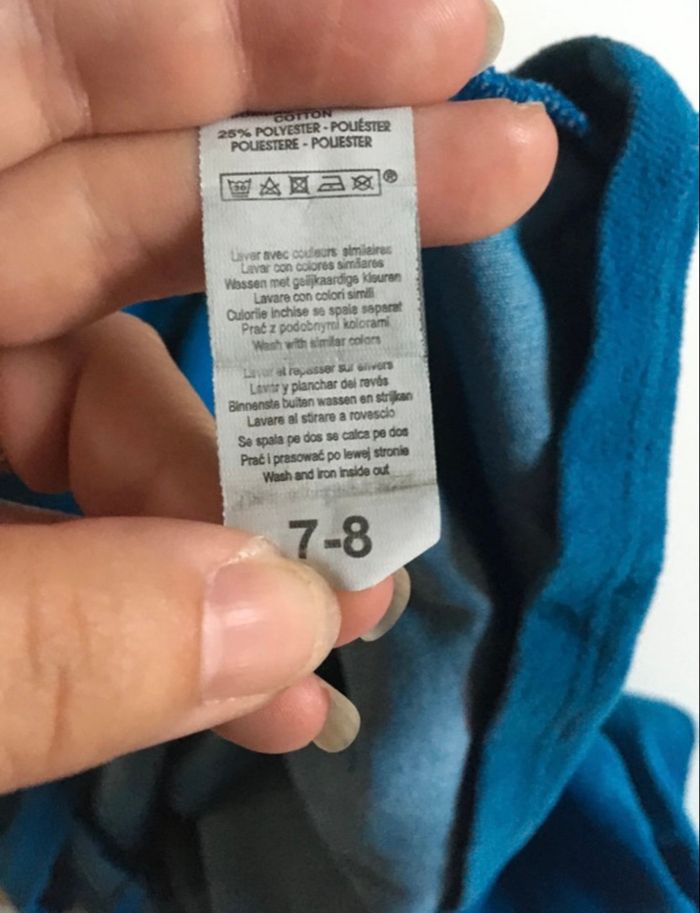 COTTON
25% POLYESTER - POLIÉSTER
POLIESTERE - POLIESTER
30
®
Laver avec couleurs similaires
Lavar con colores similares
Wassen met gelijkaardige kleuren
Lavare con colori simili
Culorile inchise se spala separat
Prać z podobnymi kolorami
Wash with similar colors
Laver et repasser sur envers
Lavar y planchar del revés
Binnenste buiten wassen en strijken
Lavare al stirare a rovescio
Se spala pe dos se calca pe dos
Prać i prasować po lewej stronie
Wash and iron inside out
7-8